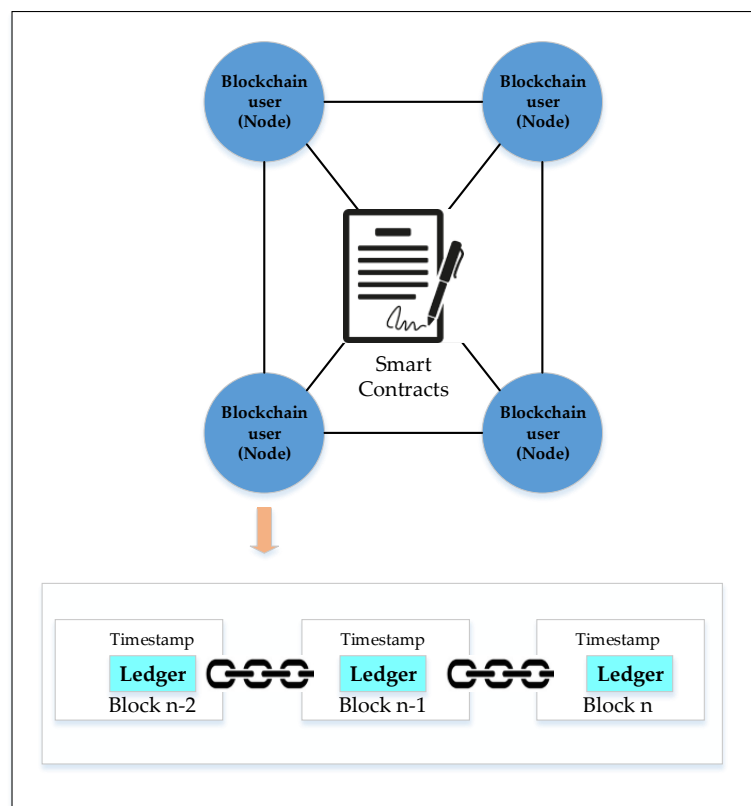 Blockchain
user
(Node)
Blockchain
user
(Node)
Smart
Contracts
Blockchain
user
(Node)
Blockchain
user
(Node)
Timestamp
Ledger
Block n-2
Timestamp
Ledger
Block n-1
Timestamp
Ledger
Block n